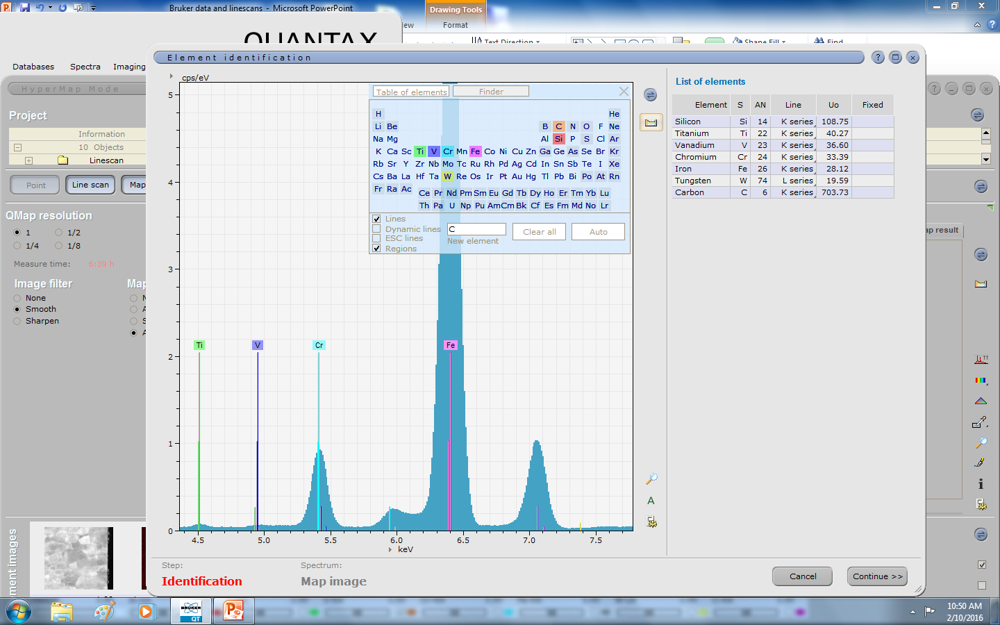 Bruker data and linescans - Microsoft PowerPoint
Drawing Tools
Format
QUANTAX
Text Direction
Shape Fill
Find
Databases Spectra Imaging
HyperMap Mode
Project
Information
10 Objects
Linescan
Point Line scan Map
QMap resolution
1 1/2
1/4 1/8
Measure time: 6:39 h
Image filter
None
Smooth
Sharpen
Element identification
cps/eV
5
4
3
2
1
0
4.5 5.0 5.5 6.0 6.5 7.0 7.5
keV
Ti V Cr Fe
Table of elements Finder
H He
Li Be B C N O F Ne
Na Mg Al Si P S Cl Ar
K Ca Sc Ti V Cr Mn Fe Co Ni Cu Zn Ga Ge As Se Br Kr
Rb Sr Y Zr Nb Mo Tc Ru Rh Pd Ag Cd In Sn Sb Te I Xe
Cs Ba La Hf Ta W Re Os Ir Pt Au Hg Tl Pb Bi Po At Rn
Fr Ra Ac
Ce Pr Nd Pm Sm Eu Gd Tb Dy Ho Er Tm Yb Lu
Th Pa U Np Pu Am Cm Bk Cf Es Fm Md No Lr
Lines
Dynamic lines
ESC lines
Regions
C
New element
Clear all
Auto
List of elements
Element S AN Line Uo Fixed
Silicon Si 14 K series 108.75
Titanium Ti 22 K series 40.27
Vanadium V 23 K series 36.60
Chromium Cr 24 K series 33.39
Iron Fe 26 K series 28.12
Tungsten W 74 L series 19.59
Carbon C 6 K series 703.73
A
Step:
Identification
Spectrum:
Map image
Cancel
Continue >>
BRUKER
QT
10:50 AM
2/10/2016